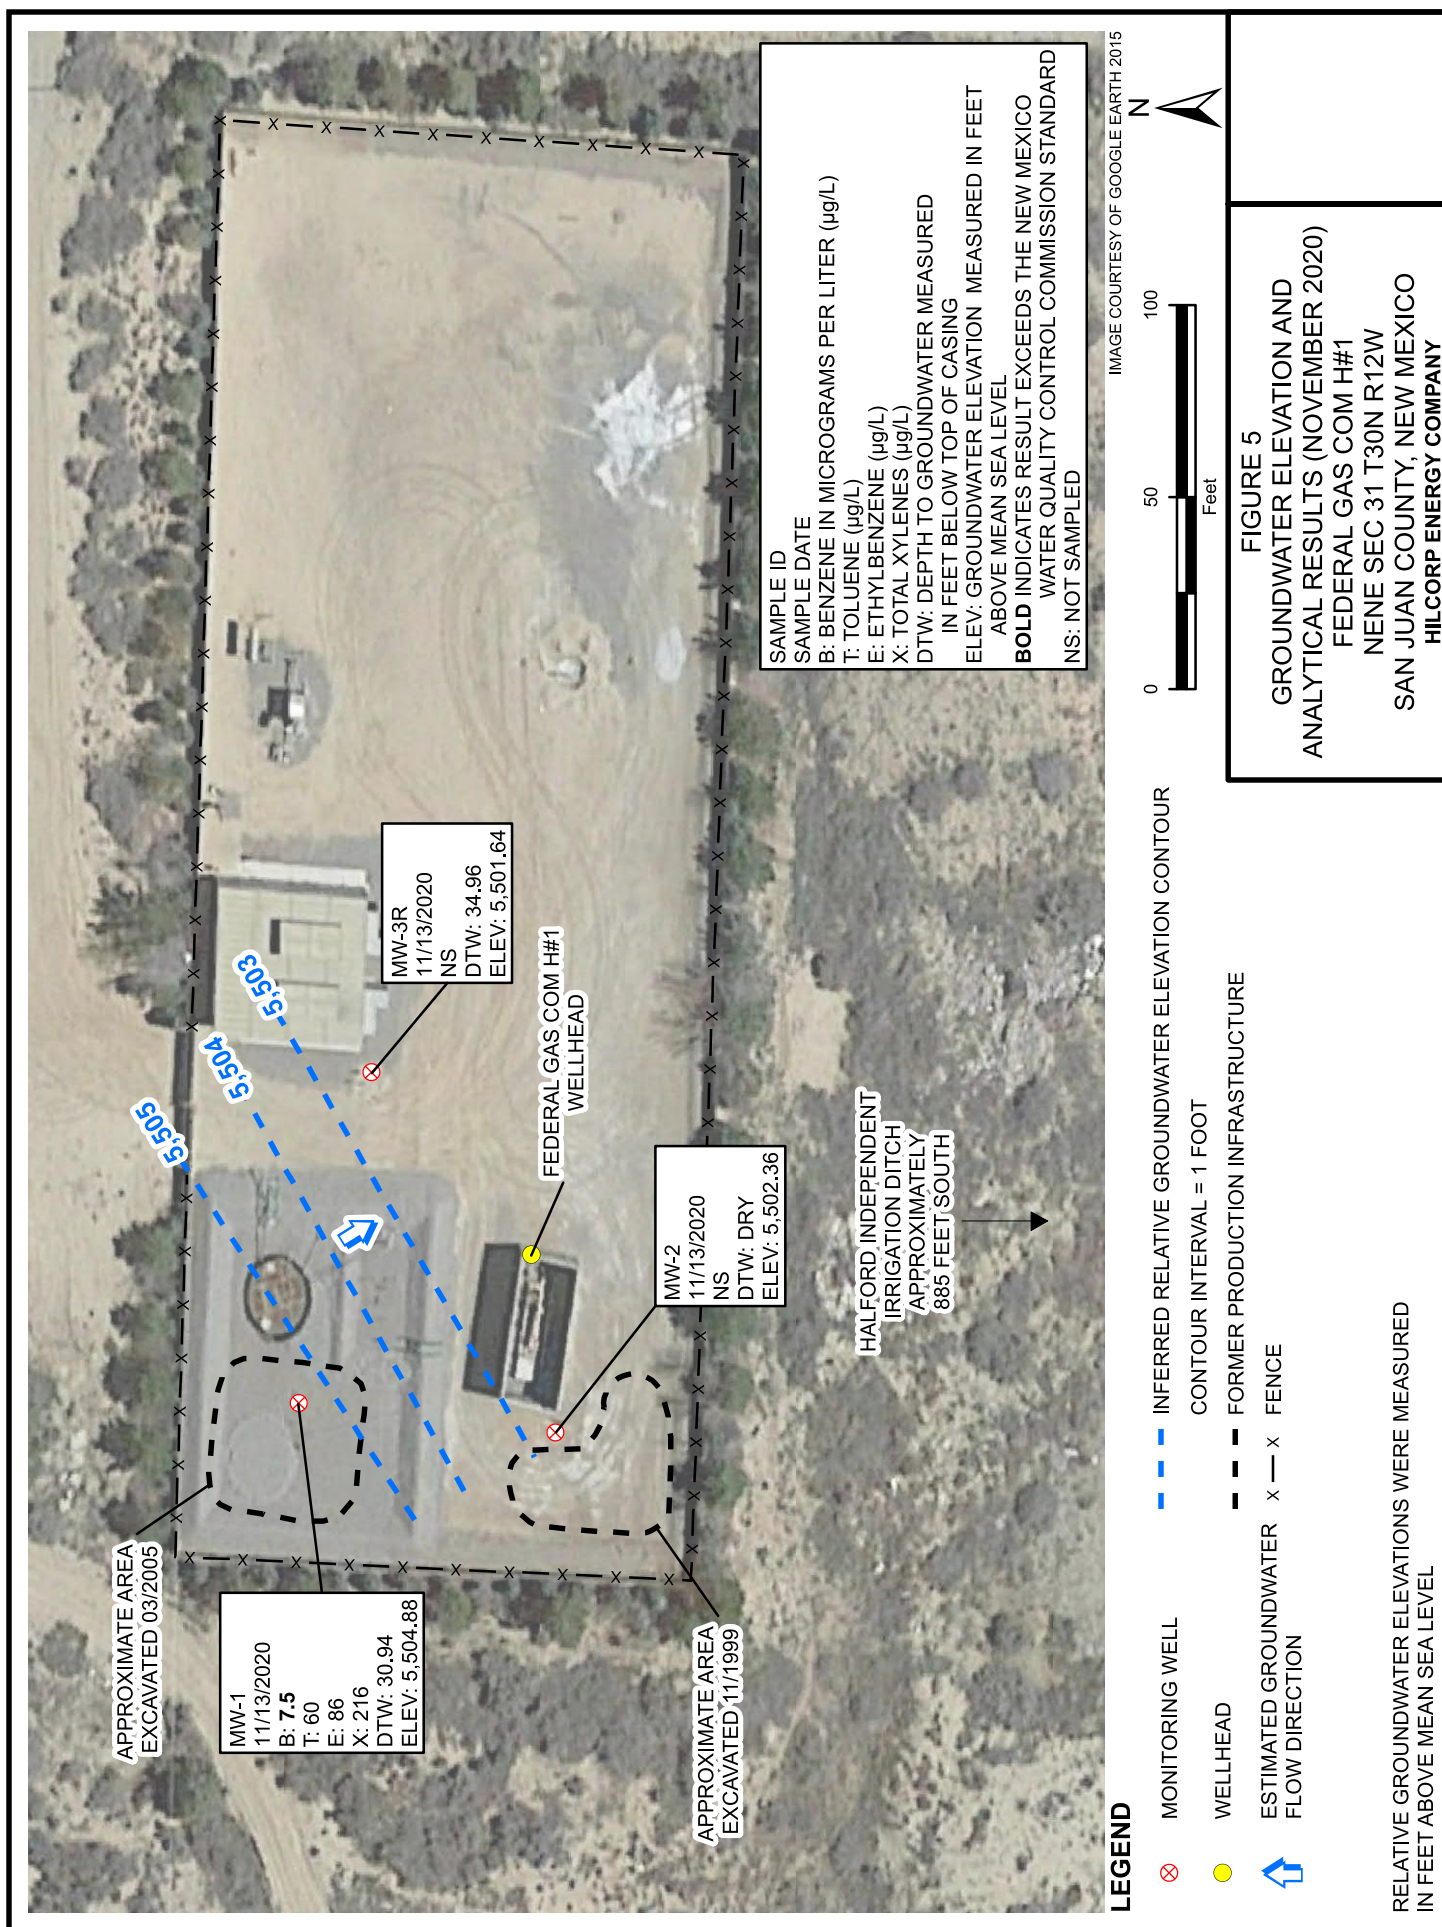 APPROXIMATE AREA
EXCAVATED 03/2005
MW-1
11/13/2020
B: 7.5
T: 60
E: 86
X: 216
DTW: 30.94
ELEV: 5,504.88
APPROXIMATE AREA
EXCAVATED 11/1999
5,505
5,504
5,503
MW-3R
11/13/2020
NS
DTW: 34.96
ELEV: 5,501.64
FEDERAL GAS COM H#1
WELLHEAD
MW-2
11/13/2020
NS
DTW: DRY
ELEV: 5,502.36
HALFORD INDEPENDENT
IRRIGATION DITCH
APPROXIMATELY
885 FEET SOUTH
SAMPLE ID
SAMPLE DATE
B: BENZENE IN MICROGRAMS PER LITER (µg/L)
T: TOLUENE (µg/L)
E: ETHYLBENZENE (µg/L)
X: TOTAL XYLENES (µg/L)
DTW: DEPTH TO GROUNDWATER MEASURED
IN FEET BELOW TOP OF CASING
ELEV: GROUNDWATER ELEVATION MEASURED IN FEET
ABOVE MEAN SEA LEVEL
BOLD INDICATES RESULT EXCEEDS THE NEW MEXICO
WATER QUALITY CONTROL COMMISSION STANDARD
NS: NOT SAMPLED
IMAGE COURTESY OF GOOGLE EARTH 2015
LEGEND
MONITORING WELL
WELLHEAD
ESTIMATED GROUNDWATER
FLOW DIRECTION
INFERRED RELATIVE GROUNDWATER ELEVATION CONTOUR
CONTOUR INTERVAL = 1 FOOT
FORMER PRODUCTION INFRASTRUCTURE
X X FENCE
RELATIVE GROUNDWATER ELEVATIONS WERE MEASURED
IN FEET ABOVE MEAN SEA LEVEL
0 50 100
Feet
N
FIGURE 5
GROUNDWATER ELEVATION AND
ANALYTICAL RESULTS (NOVEMBER 2020)
FEDERAL GAS COM H#1
NENE SEC 31 T30N R12W
SAN JUAN COUNTY, NEW MEXICO
HILCORP ENERGY COMPANY